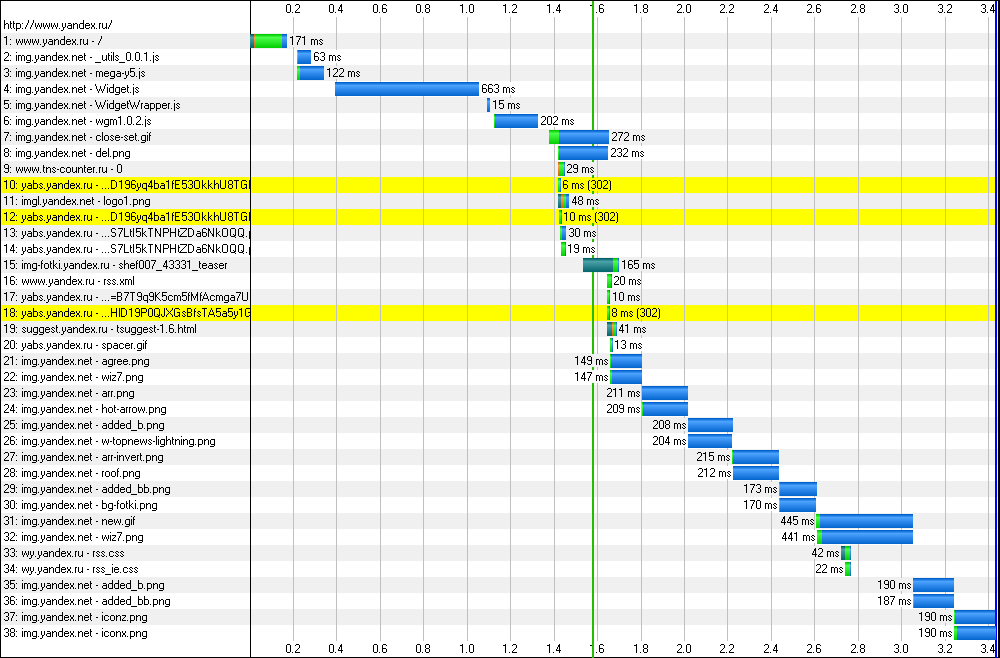 0.2 0.4 0.6 0.8 1.0 1.2 1.4 1.6 1.8 2.0 2.2 2.4 2.6 2.8 3.0 3.2 3.4
http://www.yandex.ru/
1: www.yandex.ru - / 171 ms
2: img.yandex.net - _utils_0.0.1.js 63 ms
3: img.yandex.net - mega-y5.js 122 ms
4: img.yandex.net - Widget.js 663 ms
5: img.yandex.net - WidgetWrapper.js 15 ms
6: img.yandex.net - wgm1.0.2.js 202 ms
7: img.yandex.net - close-set.gif 272 ms
8: img.yandex.net - del.png 232 ms
9: www.tns-counter.ru - 0 29 ms
10: yabs.yandex.ru - ...D196yq4ba1fE53OkkhU8TGI 6 ms (302)
11: imgl.yandex.net - logo1.png 48 ms
12: yabs.yandex.ru - ...D196yq4ba1fE53OkkhU8TGI 10 ms (302)
13: yabs.yandex.ru - ...S7LtI5kTNPHtZDa6NkOQQ.p 30 ms
14: yabs.yandex.ru - ...S7LtI5kTNPHtZDa6NkOQQ.p 19 ms
15: img-fotki.yandex.ru - shef007_43331_teaser 165 ms
16: www.yandex.ru - rss.xml 20 ms
17: yabs.yandex.ru - ...=B7T9q9K5cm5fMfAcmga7U 10 ms
18: yabs.yandex.ru - ...HID19P0QJXGsBfsTA5a5y1G 8 ms (302)
19: suggest.yandex.ru - tsuggest-1.6.html 41 ms
20: yabs.yandex.ru - spacer.gif 13 ms
21: img.yandex.net - agree.png 149 ms
22: img.yandex.net - wiz7.png 147 ms
23: img.yandex.net - arr.png 211 ms
24: img.yandex.net - hot-arrow.png 209 ms
25: img.yandex.net - added_b.png 208 ms
26: img.yandex.net - w-topnews-lightning.png 204 ms
27: img.yandex.net - arr-invert.png 215 ms
28: img.yandex.net - roof.png 212 ms
29: img.yandex.net - added_bb.png 173 ms
30: img.yandex.net - bg-fotki.png 170 ms
31: img.yandex.net - new.gif 445 ms
32: img.yandex.net - wiz7.png 441 ms
33: wy.yandex.ru - rss.css 42 ms
34: wy.yandex.ru - rss_ie.css 22 ms
35: img.yandex.net - added_b.png 190 ms
36: img.yandex.net - added_bb.png 187 ms
37: img.yandex.net - iconz.png 190 ms
38: img.yandex.net - iconx.png 190 ms
0.2 0.4 0.6 0.8 1.0 1.2 1.4 1.6 1.8 2.0 2.2 2.4 2.6 2.8 3.0 3.2 3.4